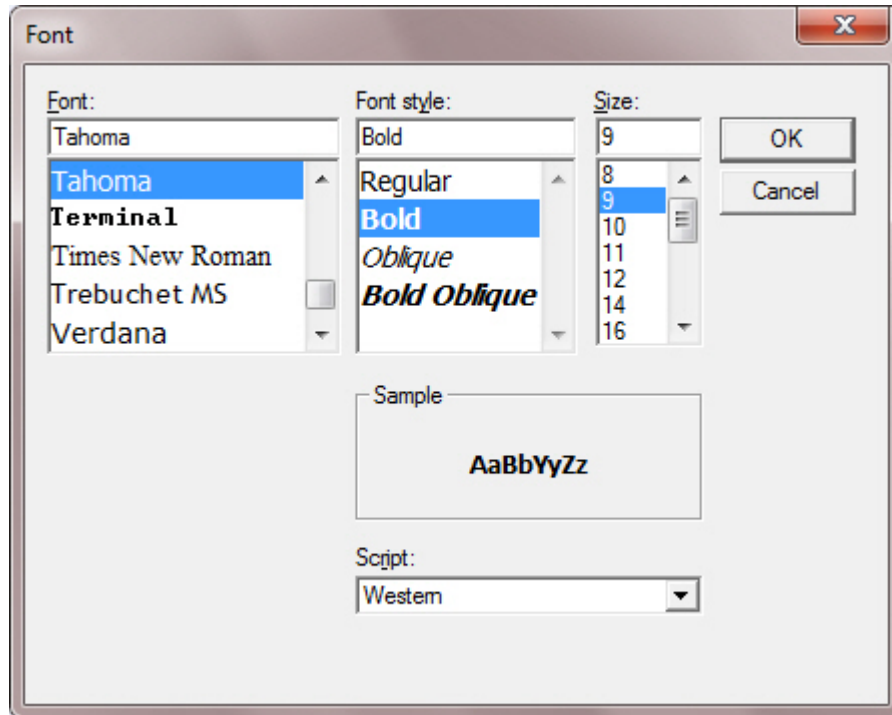 Font
Font:
Tahoma
Tahoma
Terminal
Times New Roman
Trebuchet MS
Verdana
Font style:
Bold
Regular
Bold
Oblique
Bold Oblique
Size:
9
8
9
10
11
12
14
16
OK
Cancel
Sample
AaBbYyZz
Script:
Western